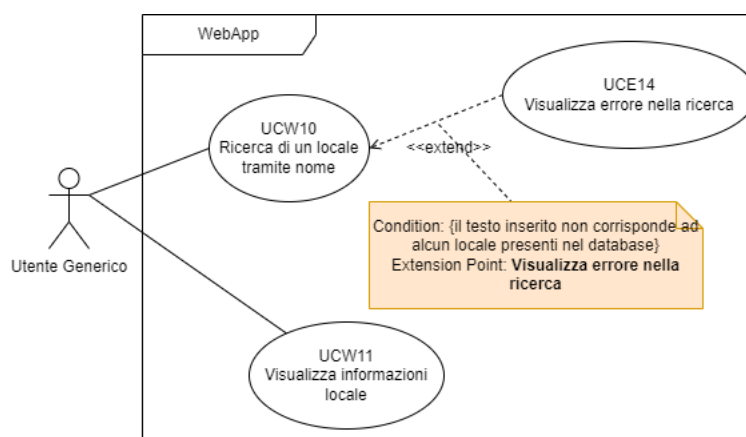 WebApp
UCE14
Visualizza errore nella ricerca
UCW10
Ricerca di un locale
tramite nome
<<extend>>
Condition: {il testo inserito non corrisponde ad
alcun locale presenti nel database}
Extension Point: Visualizza errore nella
ricerca
Utente Generico
UCW11
Visualizza informazioni
locale